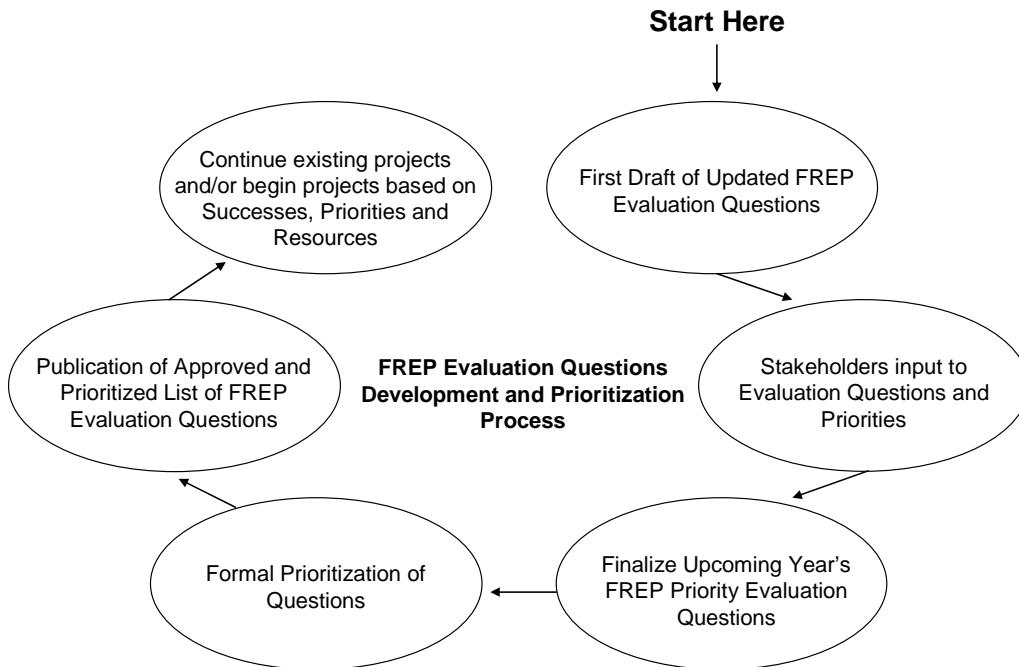 Start Here
First Draft of Updated FREP
Evaluation Questions
Stakeholders input to
Evaluation Questions and
Priorities
Finalize Upcoming Year’s
FREP Priority Evaluation
Questions
Formal Prioritization of
Questions
Publication of Approved and
Prioritized List of FREP
Evaluation Questions
Continue existing projects
and/or begin projects based on
Successes, Priorities and
Resources
FREP Evaluation Questions
Development and Prioritization
Process